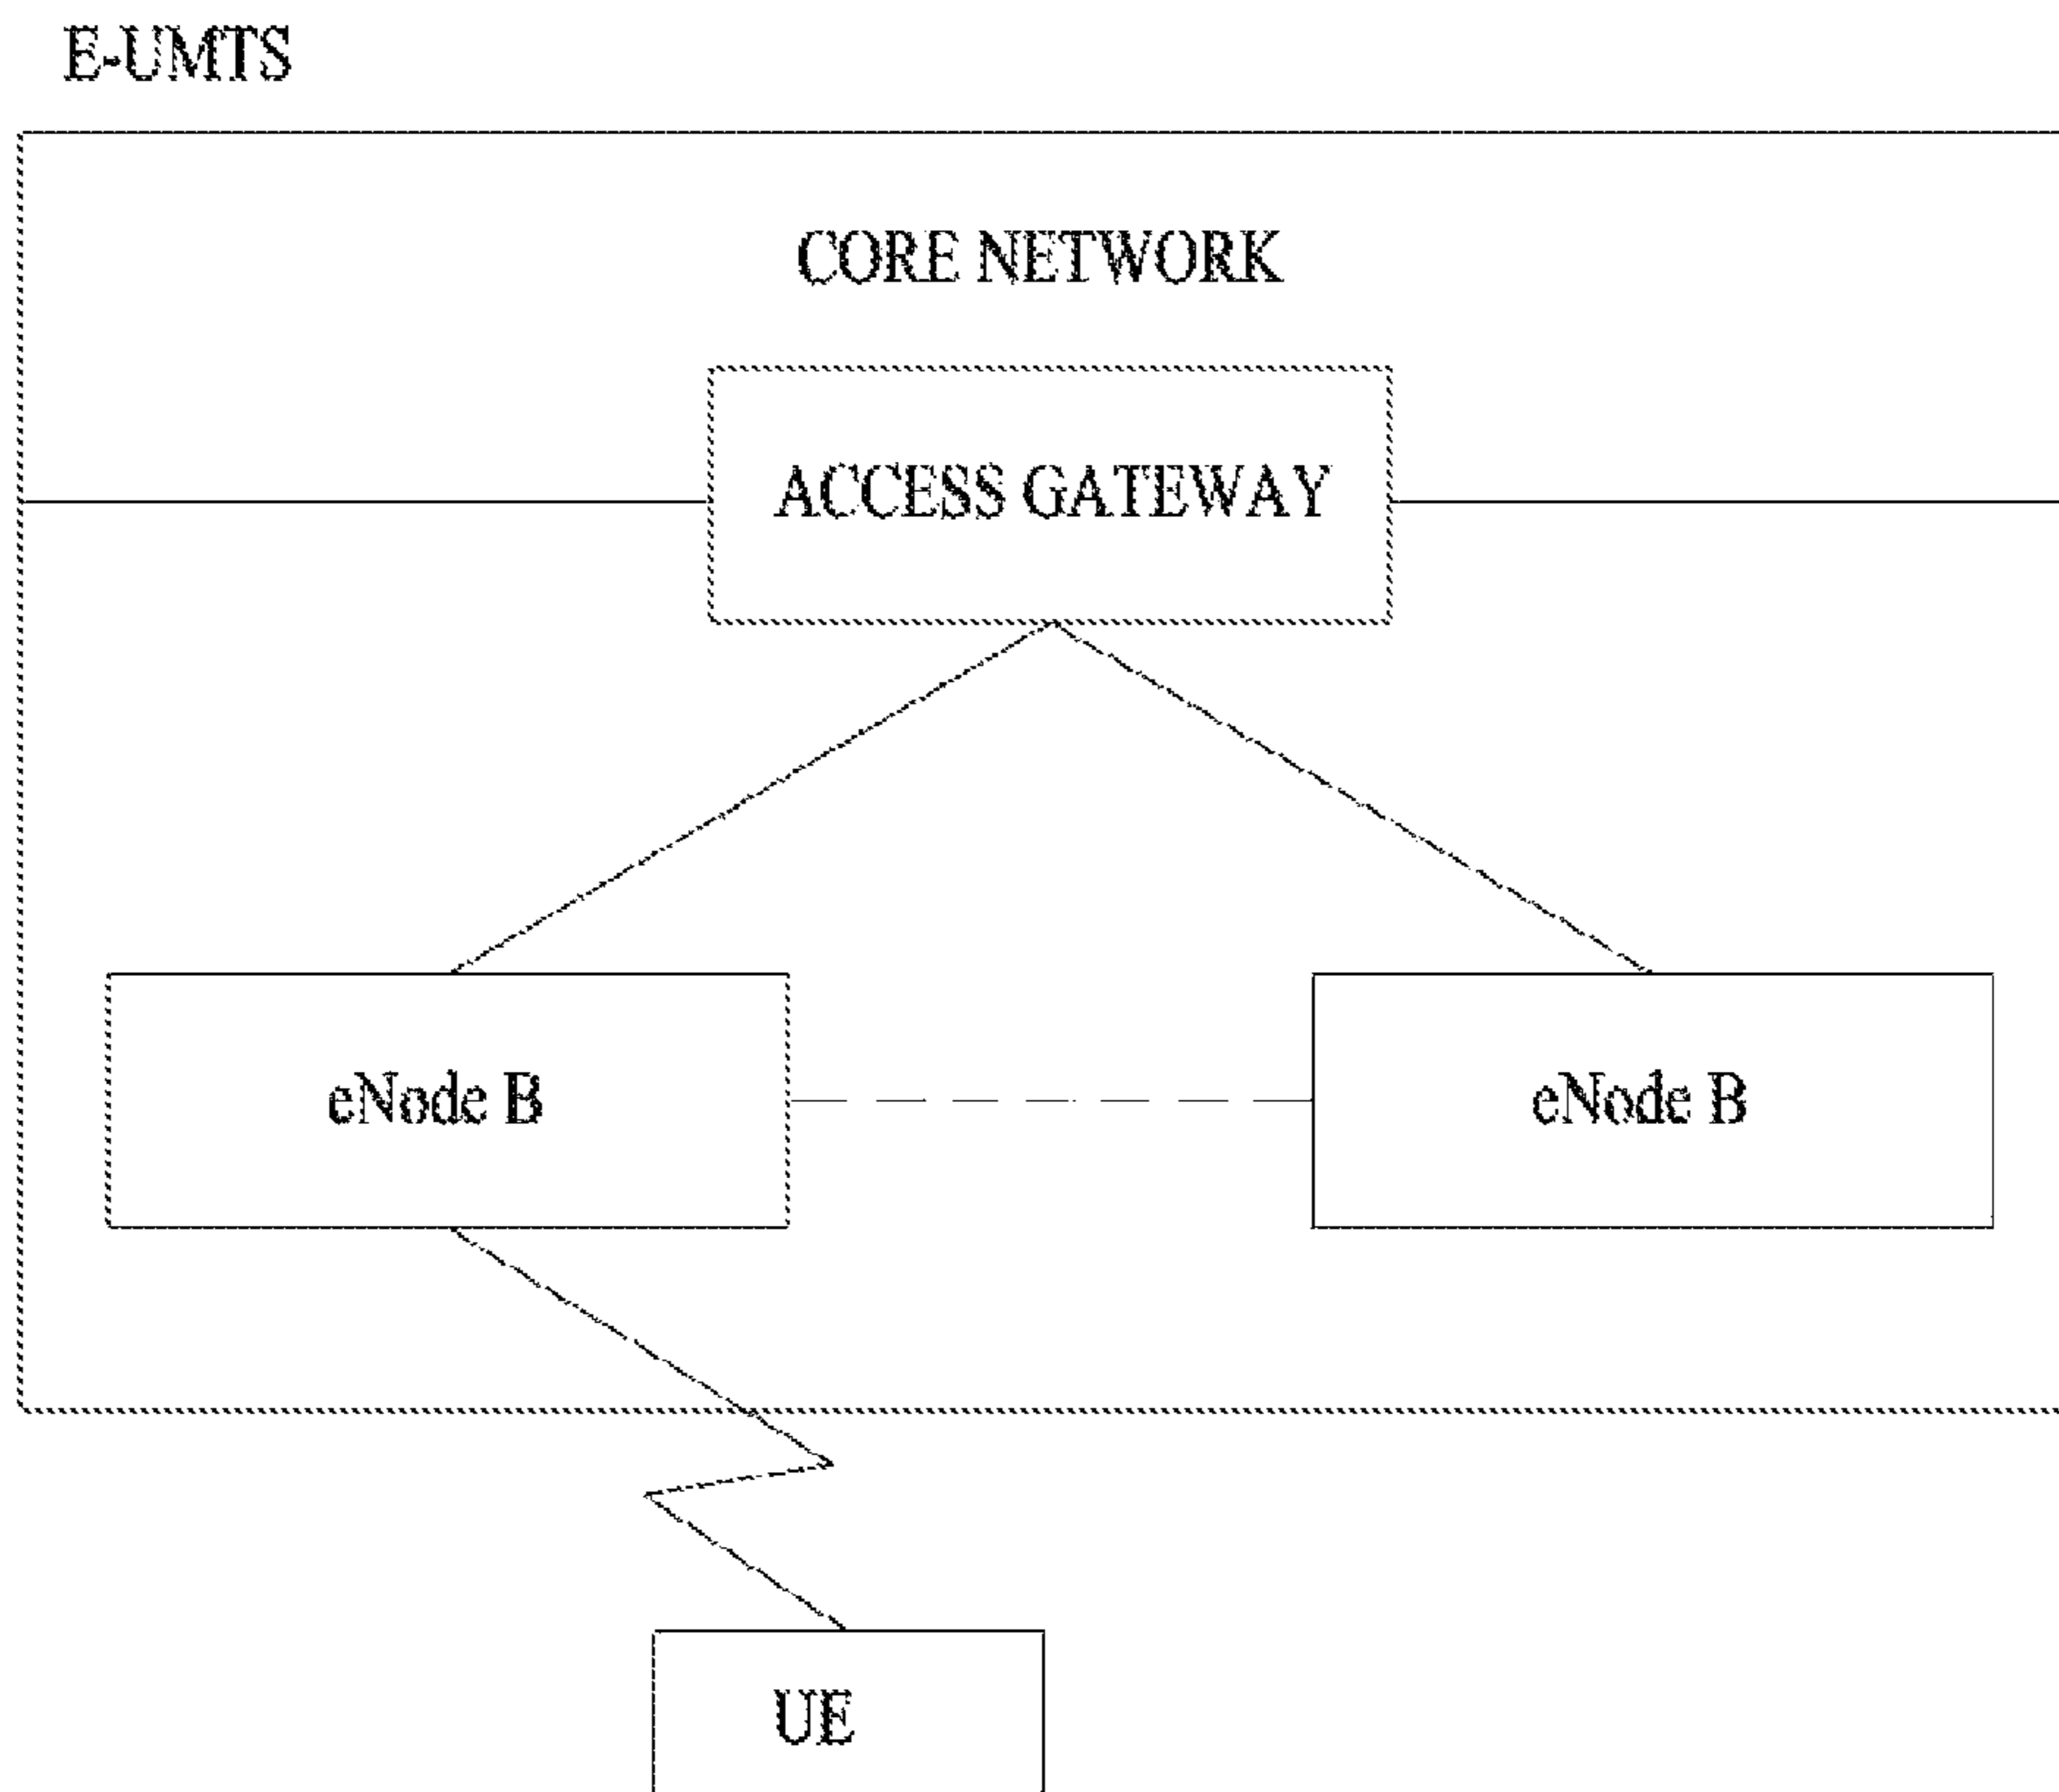 E-UMTS
CORE NETWORK
ACCESS GATEWAY
eNode B
eNode B
UE